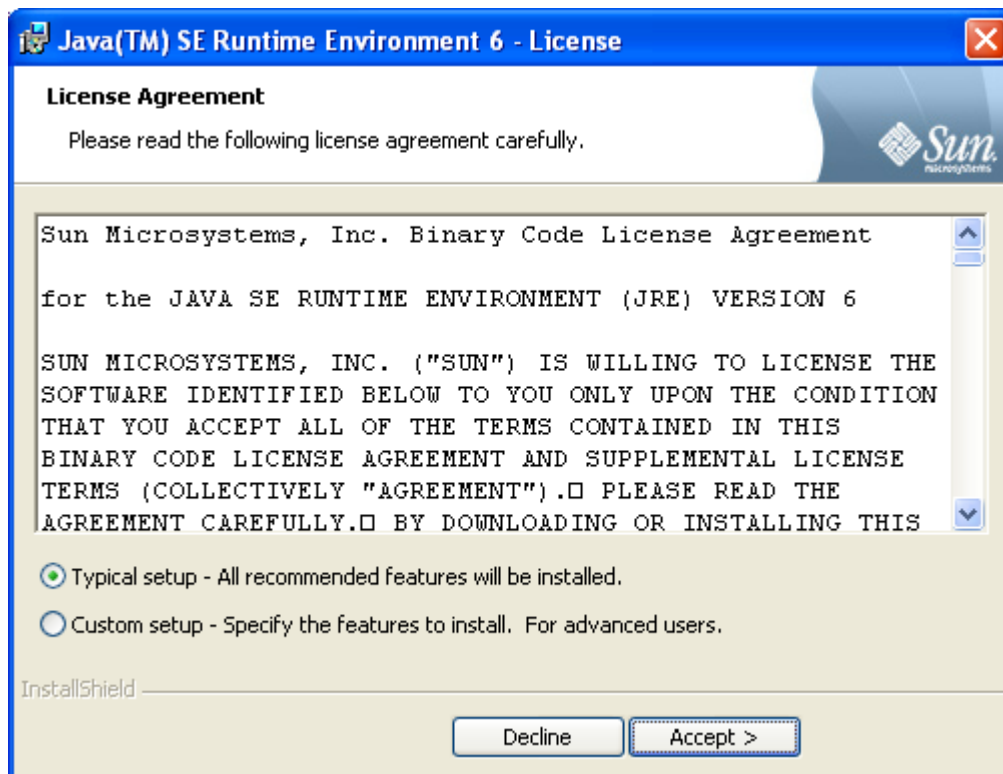 Java(TM) SE Runtime Environment 6 - License
License Agreement
Please read the following license agreement carefully.
Sun
microsystems
Sun Microsystems, Inc. Binary Code License Agreement
for the JAVA SE RUNTIME ENVIRONMENT (JRE) VERSION 6
SUN MICROSYSTEMS, INC. ("SUN") IS WILLING TO LICENSE THE
SOFTWARE IDENTIFIED BELOW TO YOU ONLY UPON THE CONDITION
THAT YOU ACCEPT ALL OF THE TERMS CONTAINED IN THIS
BINARY CODE LICENSE AGREEMENT AND SUPPLEMENTAL LICENSE
TERMS (COLLECTIVELY "AGREEMENT").□ PLEASE READ THE
AGREEMENT CAREFULLY.□ BY DOWNLOADING OR INSTALLING THIS
Typical setup - All recommended features will be installed.
Custom setup - Specify the features to install. For advanced users.
InstallShield
Decline
Accept >